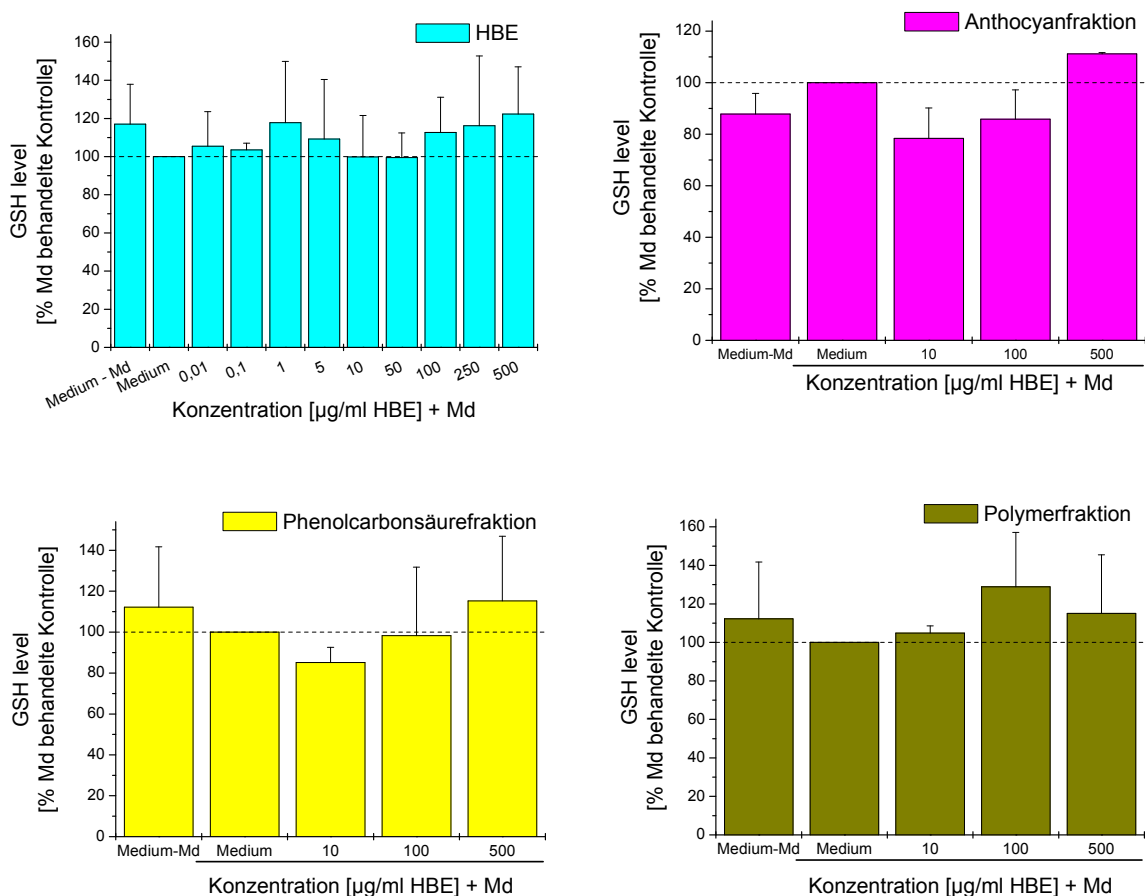 HBE
GSH level
[% Md behandelte Kontrolle]
160
140
120
100
80
60
40
20
0
Medium - Md
Medium
0,01
0,1
1
5
10
50
100
250
500
Konzentration [µg/ml HBE] + Md
Anthocyanfraktion
GSH level
[% Md behandelte Kontrolle]
120
100
80
60
40
20
0
Medium-Md
Medium
10
100
500
Konzentration [µg/ml HBE] + Md
Phenolcarbonsäurefraktion
GSH level
[% Md behandelte Kontrolle]
140
120
100
80
60
40
20
0
Medium-Md
Medium
10
100
500
Konzentration [µg/ml HBE] + Md
Polymerfraktion
GSH level
[% Md behandelte Kontrolle]
160
140
120
100
80
60
40
20
0
Medium-Md
Medium
10
100
500
Konzentration [µg/ml HBE] + Md